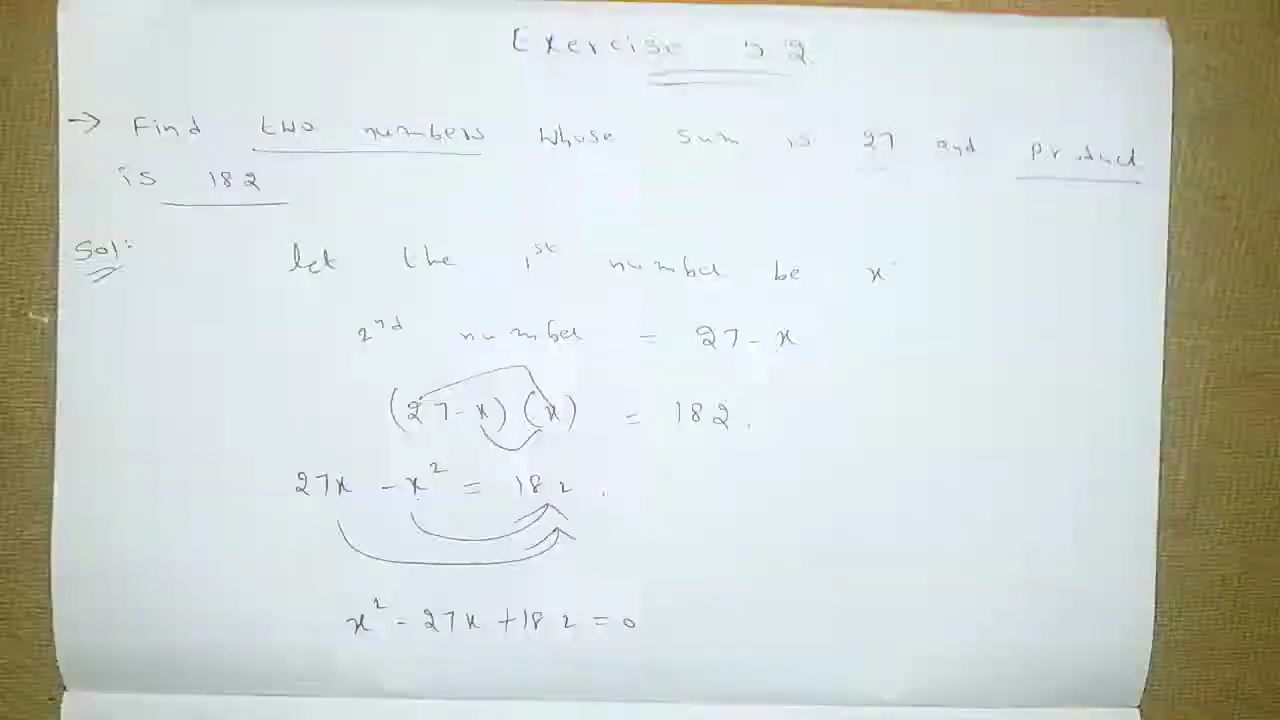 Exercise 5.2
→ Find two numbers whose sum is 27 and product
is 182
Sol:
let the 1st number be x
2nd number = 27 - x
(27 - x) (x) = 182.
27x - x² = 182.
x² - 27x + 182 = 0